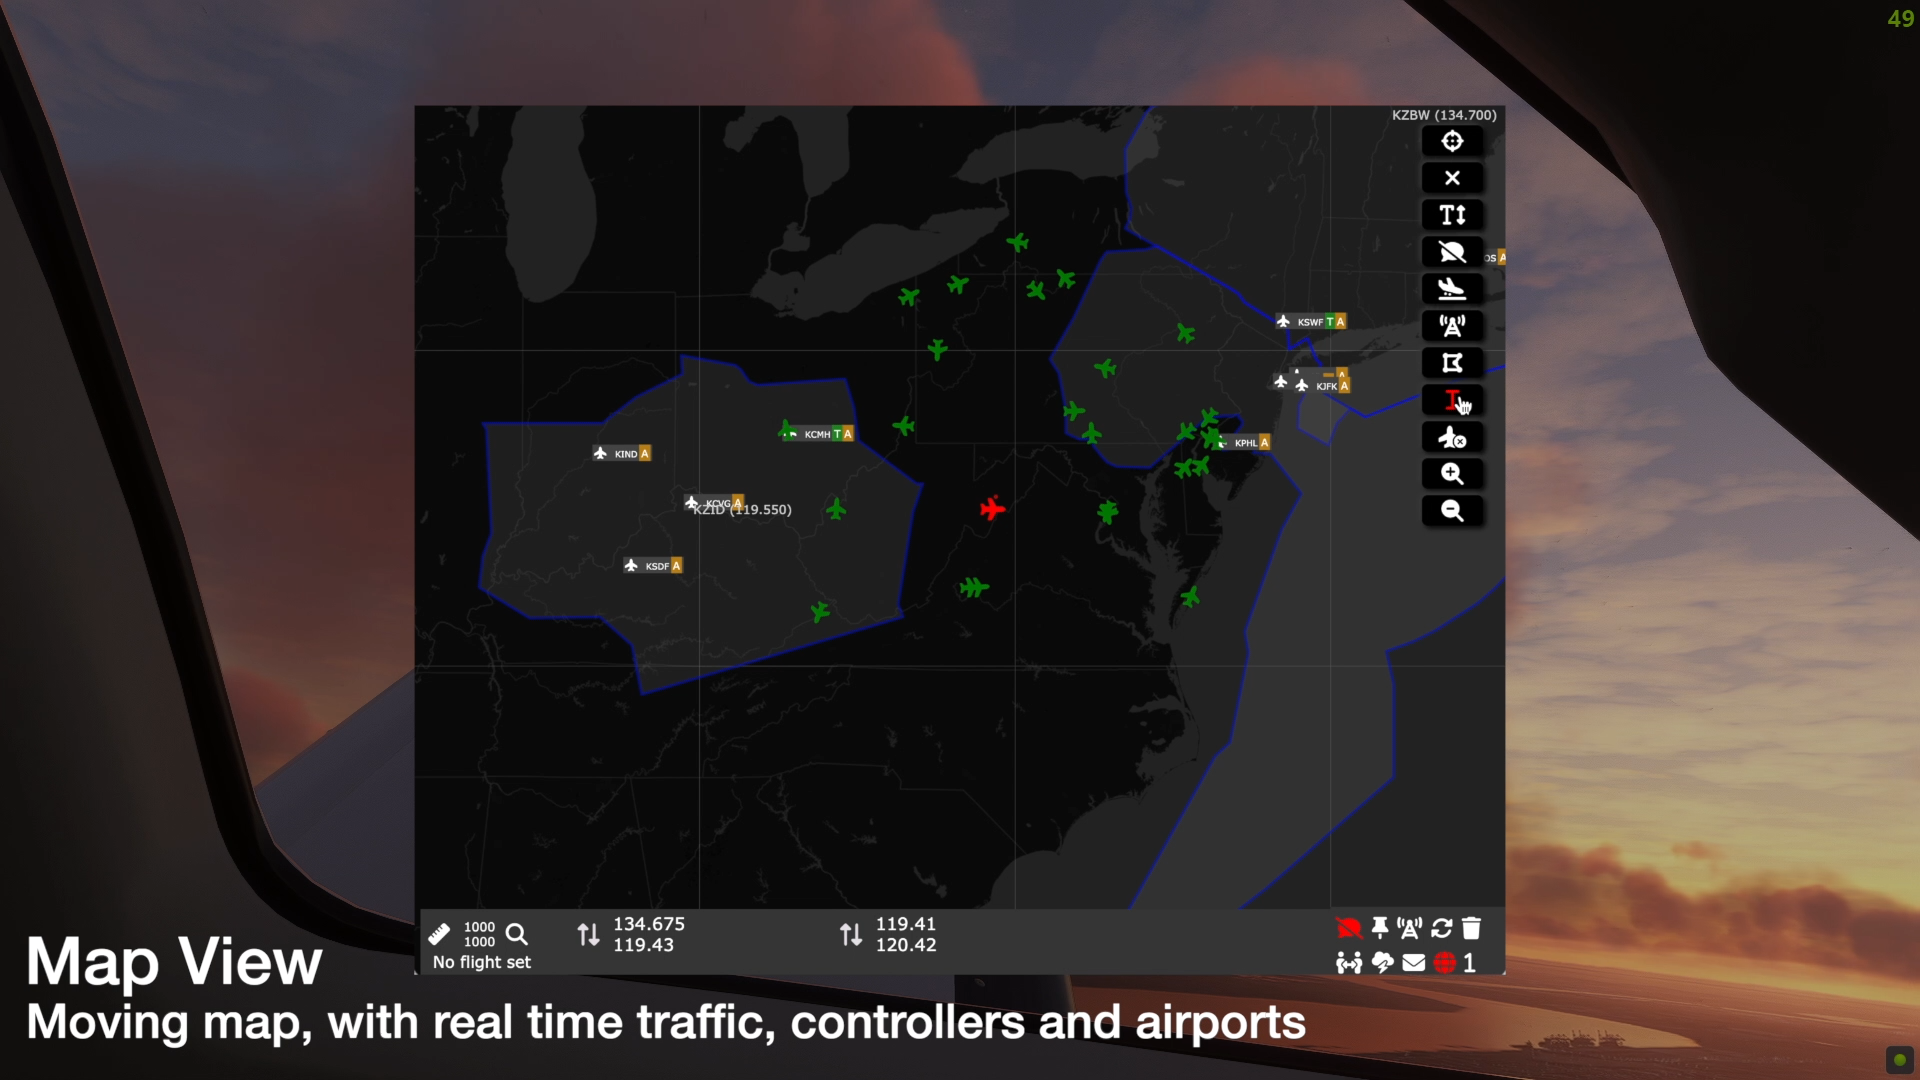 49
KZBW (134.700)
OS A
KSWF T A
A
KJFK A
KCMH T A
KPHL A
KIND A
KCVG A
KZID (119.550)
KSDF A
1000
1000
134.675
119.43
119.41
120.42
No flight set
1
Map View
Moving map, with real time traffic, controllers and airports